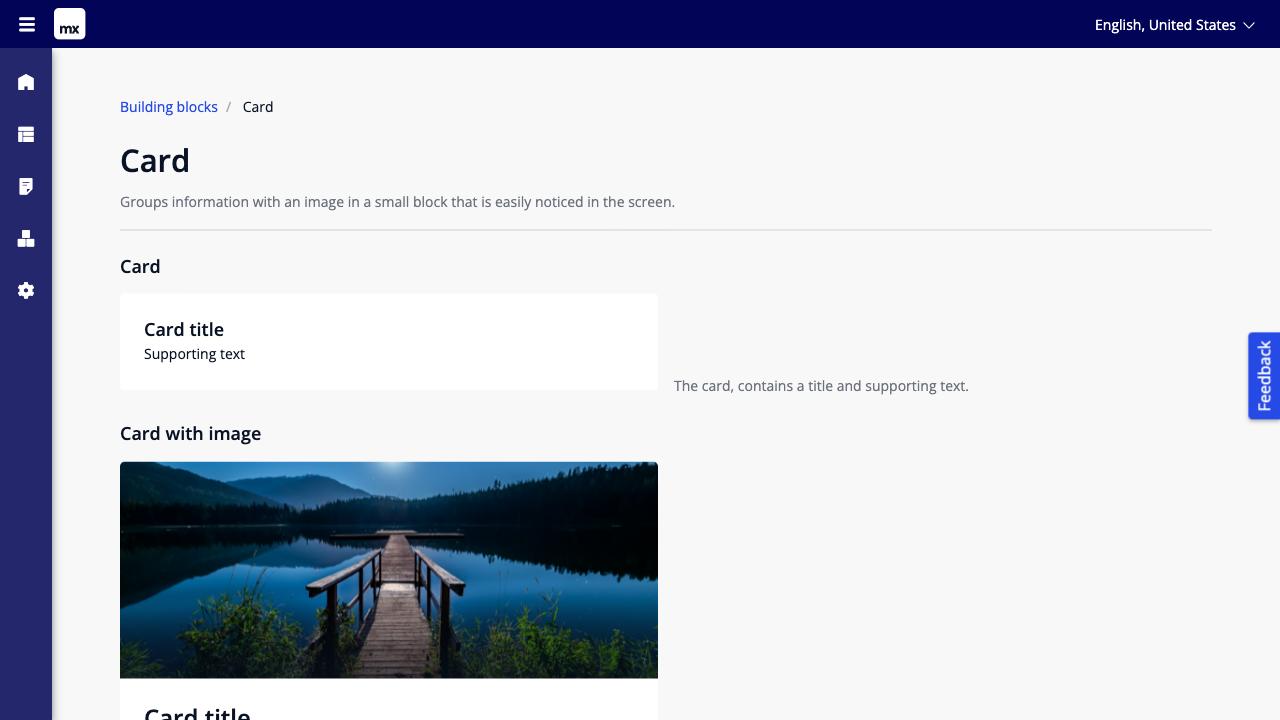 mx
English, United States
Building blocks / Card
Card
Groups information with an image in a small block that is easily noticed in the screen.
Card
Card title
Supporting text
The card, contains a title and supporting text.
Feedback
Card with image
Card title